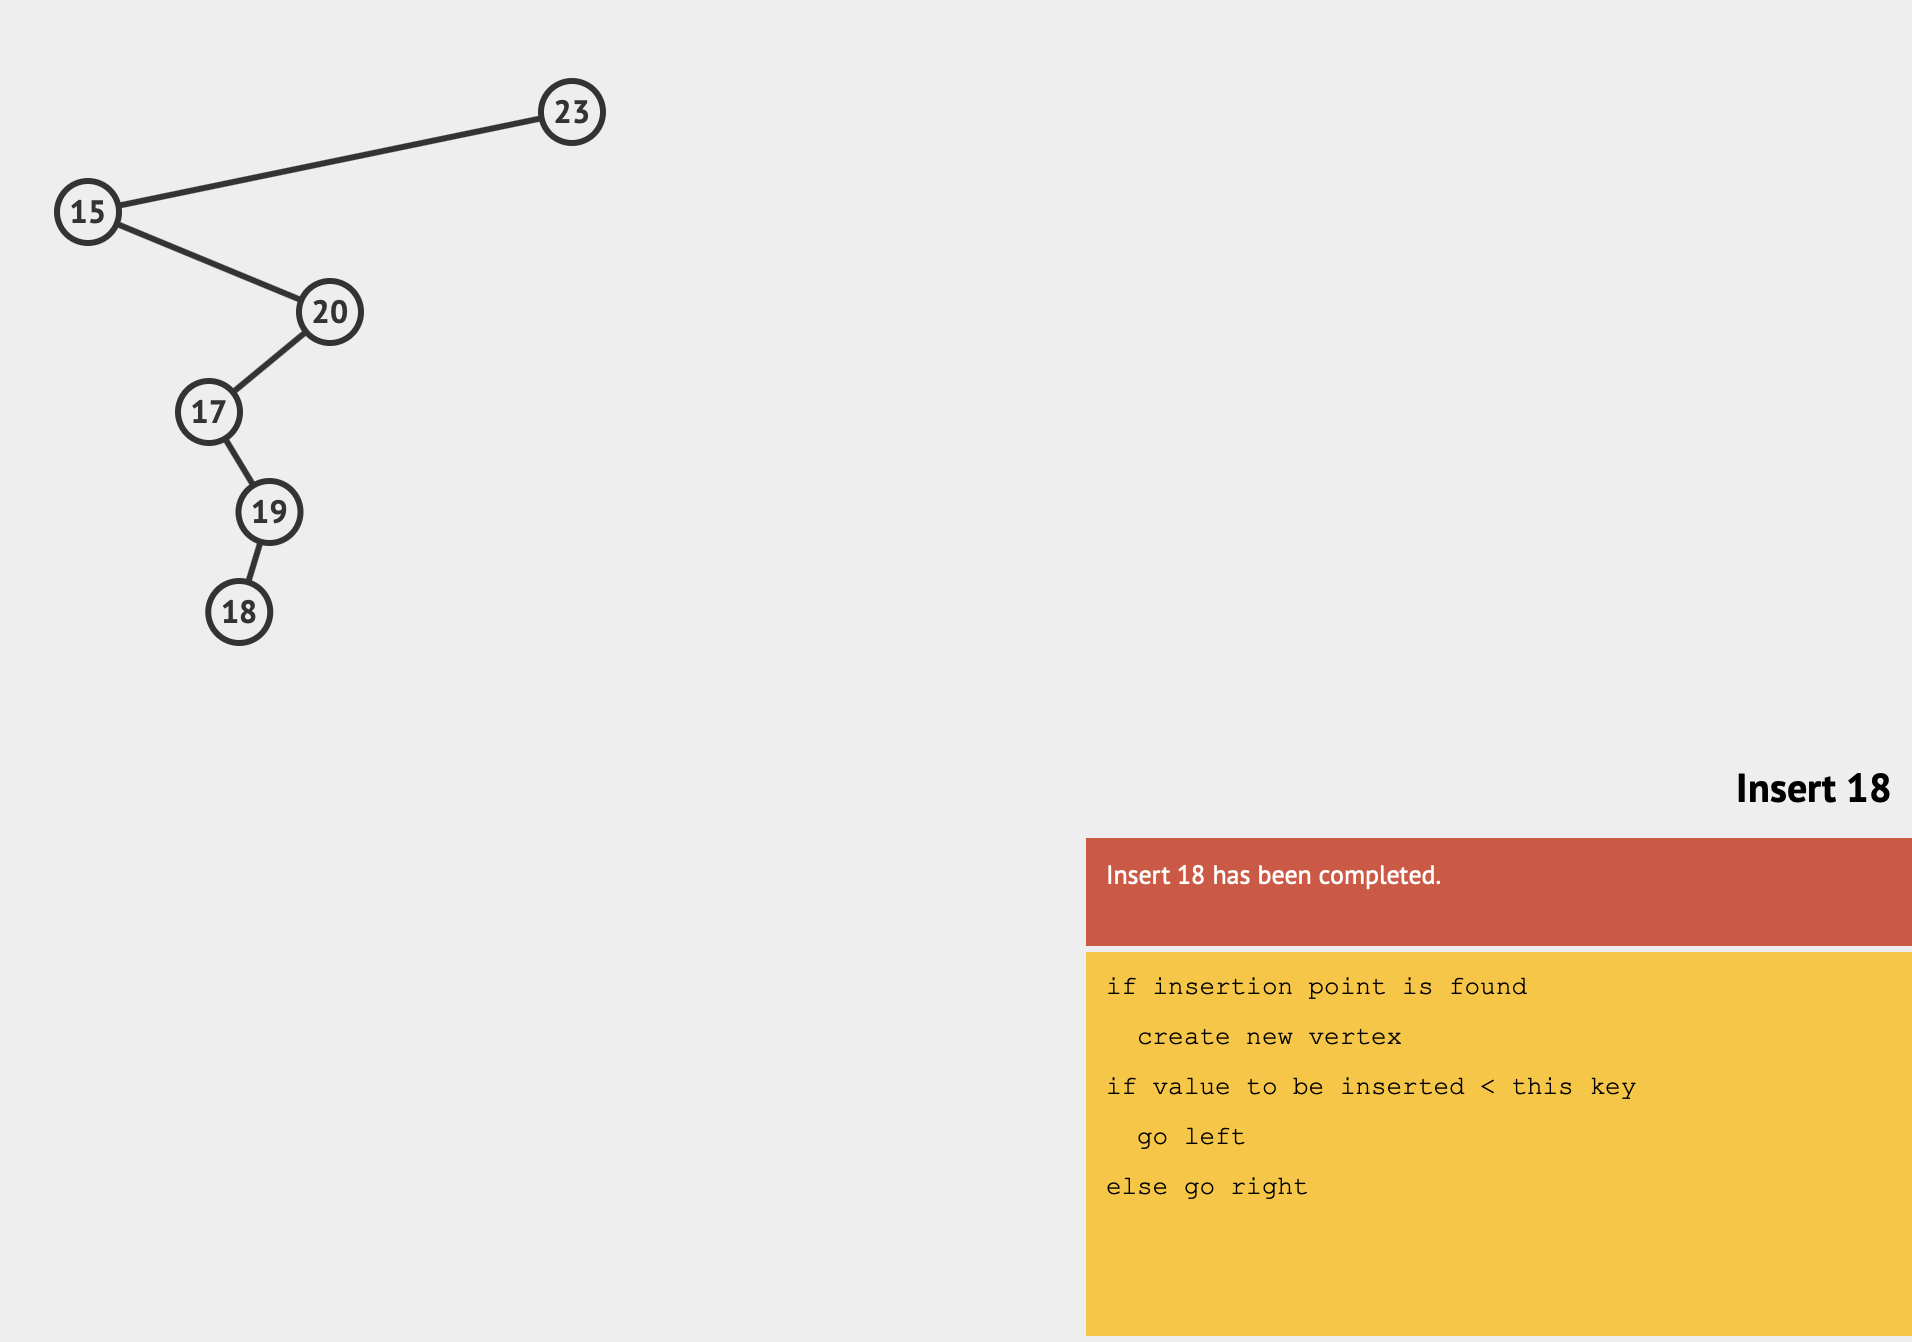 23
15
20
17
19
18
Insert 18
Insert 18 has been completed.
if insertion point is found
create new vertex
if value to be inserted < this key
go left
else go right